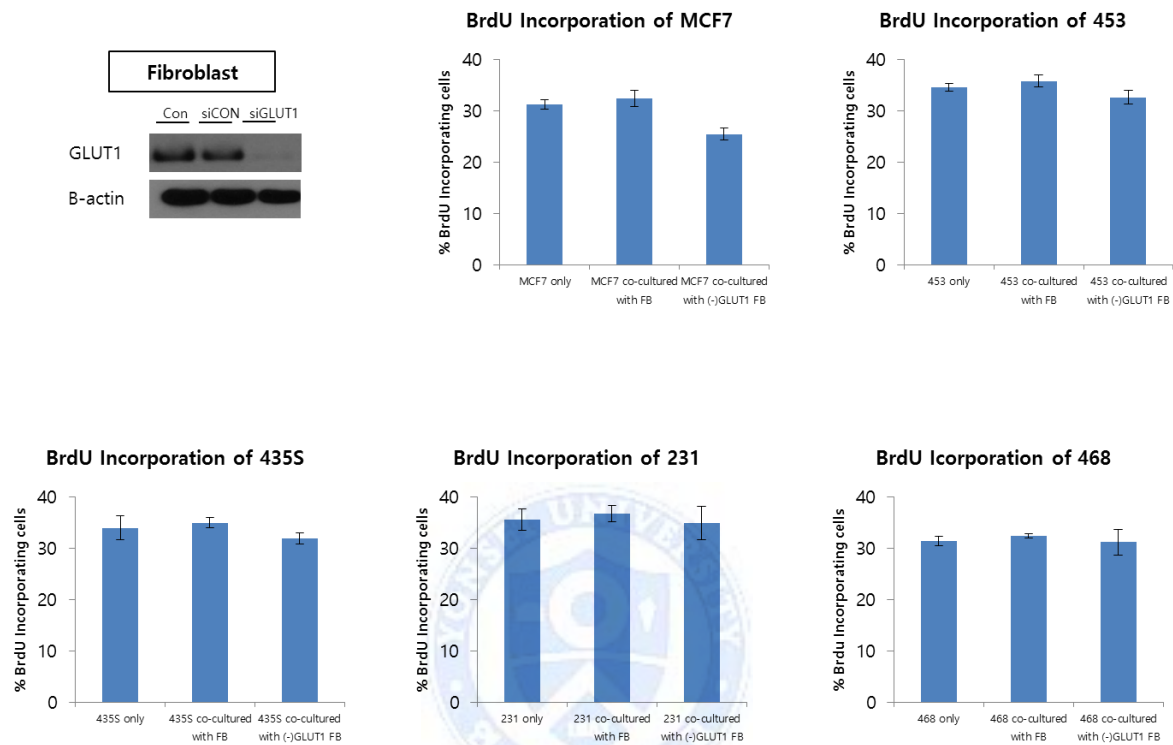 Fibroblast
Con siCON siGLUT1
GLUT1
B-actin
BrdU Incorporation of MCF7
% BrdU Incorporating cells
40
30
20
10
0
MCF7 only
MCF7 co-cultured
with FB
MCF7 co-cultured
with (-)GLUT1 FB
BrdU Incorporation of 453
% BrdU Incorporating cells
40
30
20
10
0
453 only
453 co-cultured
with FB
453 co-cultured
with (-)GLUT1 FB
BrdU Incorporation of 435S
% BrdU Incorporating cells
40
30
20
10
0
435S only
435S co-cultured
with FB
435S co-cultured
with (-)GLUT1 FB
BrdU Incorporation of 231
% BrdU Incorporating cells
40
30
20
10
0
231 only
231 co-cultured
with FB
231 co-cultured
with (-)GLUT1 FB
YONSEI UNIVERSITY
BrdU Icorporation of 468
% Brdu Incorporating cells
40
30
20
10
0
468 only
468 co-cultured
with FB
468 co-cultured
with (-)GLUT1 FB